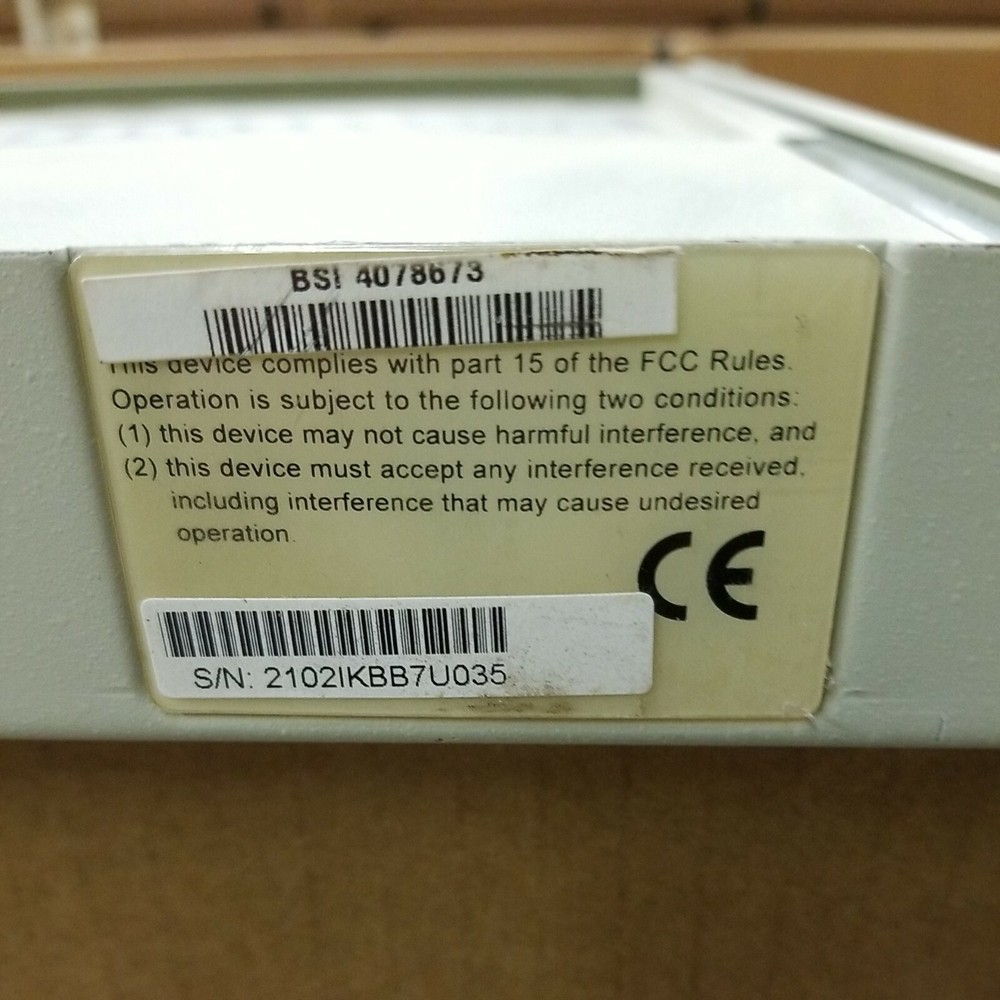 BSI 4078673
This device complies with part 15 of the FCC Rules.
Operation is subject to the following two conditions:
(1) this device may not cause harmful interference, and
(2) this device must accept any interference received,
including interference that may cause undesired
operation.
CE
S/N: 2102IKBB7U035